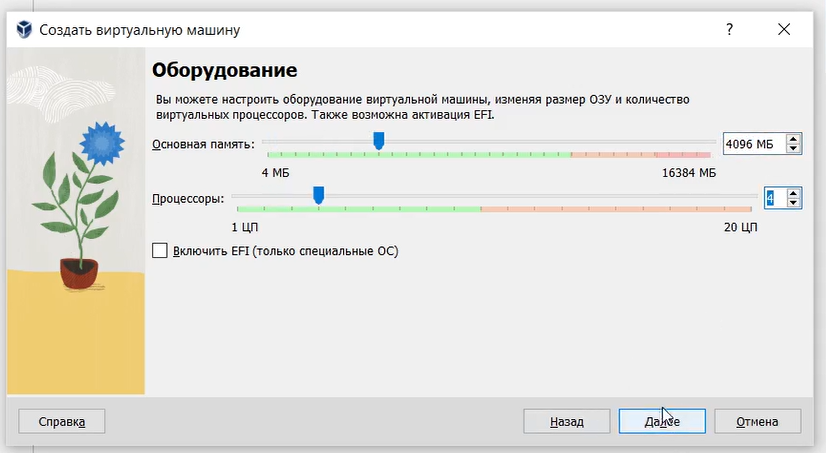 Создать виртуальную машину
?
Оборудование
Вы можете настроить оборудование виртуальной машины, изменяя размер ОЗУ и количество
виртуальных процессоров. Также возможна активация EFI.
Основная память:
4096 МБ
4 МБ
16384 МБ
Процессоры:
4
1 ЦП
20 ЦП
Включить EFI (только специальные ОС)
Справка
Назад
Далее
Отмена